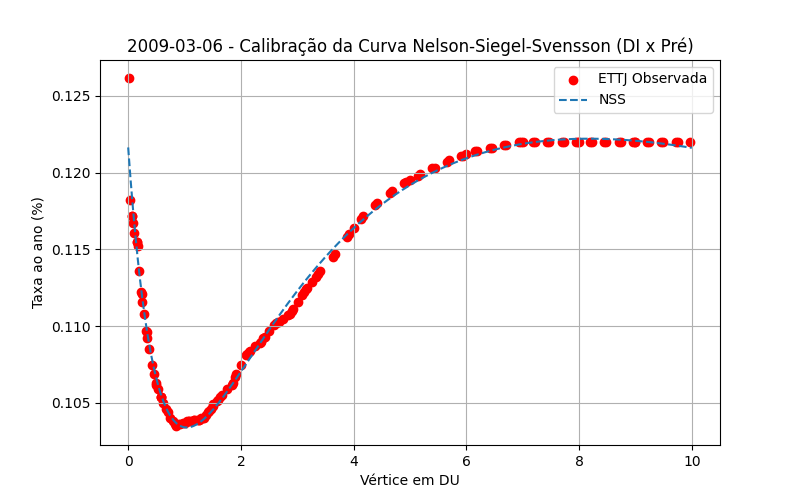 2009-03-06 - Calibração da Curva Nelson-Siegel-Svensson (DI x Pré)
ETTJ Observada
NSS
Taxa ao ano (%)
0.125
0.120
0.115
0.110
0.105
0 2 4 6 8 10
Vértice em DU